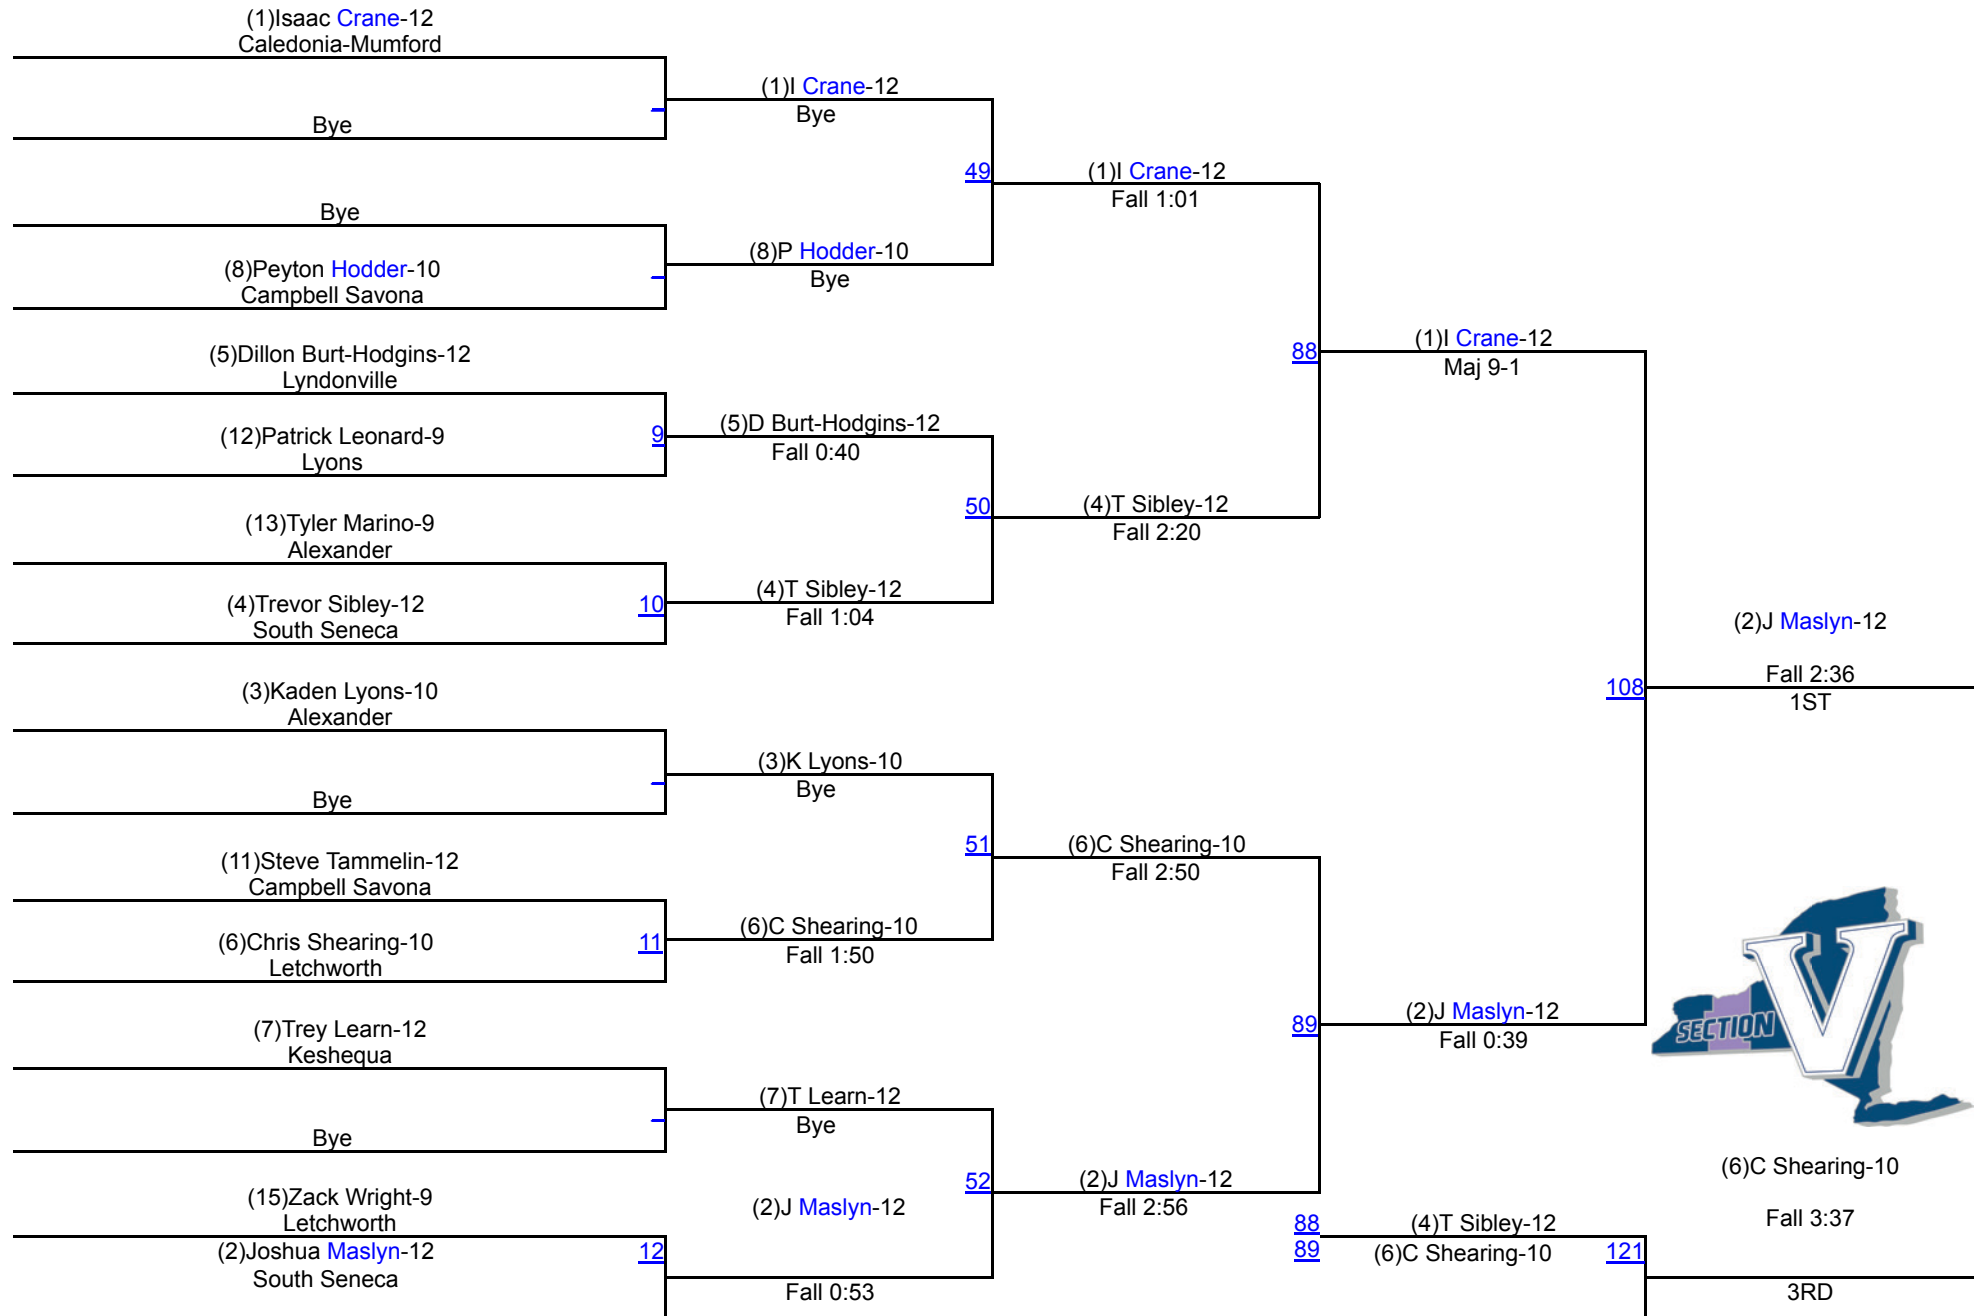 (1)Isaac Crane-12
Caledonia-Mumford
Bye
Bye
(8)Peyton Hodder-10
Campbell Savona
(5)Dillon Burt-Hodgins-12
Lyndonville
(12)Patrick Leonard-9
Lyons
9
(13)Tyler Marino-9
Alexander
(4)Trevor Sibley-12
South Seneca
10
(3)Kaden Lyons-10
Alexander
Bye
(11)Steve Tammelin-12
Campbell Savona
(6)Chris Shearing-10
Letchworth
11
(7)Trey Learn-12
Keshequa
Bye
(15)Zack Wright-9
Letchworth
(2)Joshua Maslyn-12
South Seneca
12
(1)I Crane-12
Bye
49
(8)P Hodder-10
Bye
(5)D Burt-Hodgins-12
Fall 0:40
50
(4)T Sibley-12
Fall 1:04
(3)K Lyons-10
Bye
51
(6)C Shearing-10
Fall 1:50
(7)T Learn-12
Bye
52
(2)J Maslyn-12
Fall 0:53
(1)I Crane-12
Fall 1:01
88
(4)T Sibley-12
Fall 2:20
(6)C Shearing-10
Fall 2:50
89
(2)J Maslyn-12
Fall 2:56
(1)I Crane-12
Maj 9-1
108
(2)J Maslyn-12
Fall 0:39
88
(4)T Sibley-12
89
(6)C Shearing-10
121
(2)J Maslyn-12
Fall 2:36
1ST
SECTION V
(6)C Shearing-10
Fall 3:37
3RD